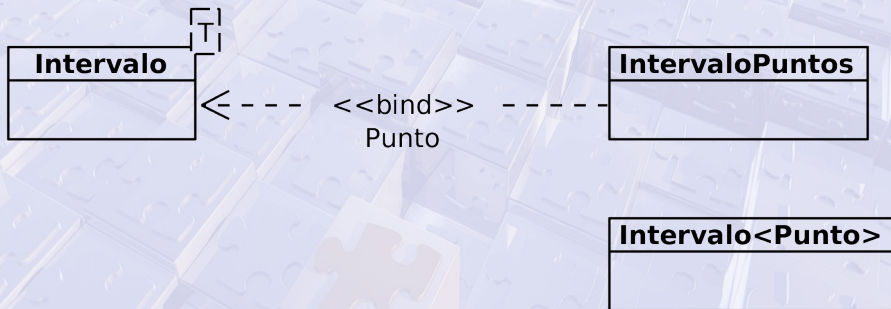 T
Intervalo
IntervaloPuntos
<<bind>>
Punto
Intervalo<Punto>